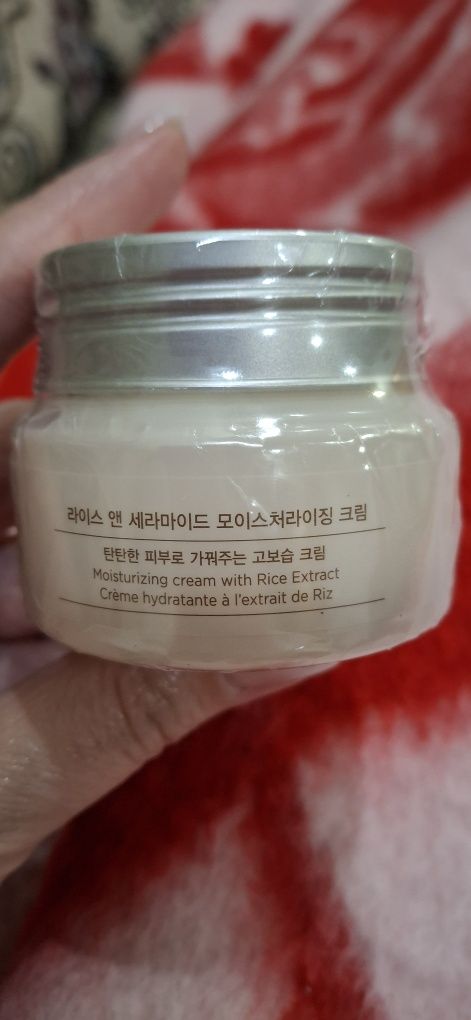 라이스 앤 세라마이드 모이스처라이징 크림
탄탄한 피부로 가꿔주는 고보습 크림
Moisturizing cream with Rice Extract
Crème hydratante à l'extrait de Riz